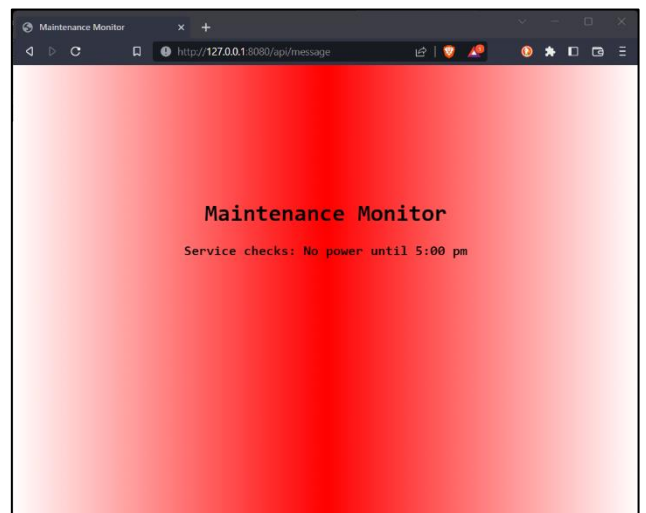 Maintenance Monitor
http://127.0.0.1:8080/api/message
Maintenance Monitor
Service checks: No power until 5:00 pm